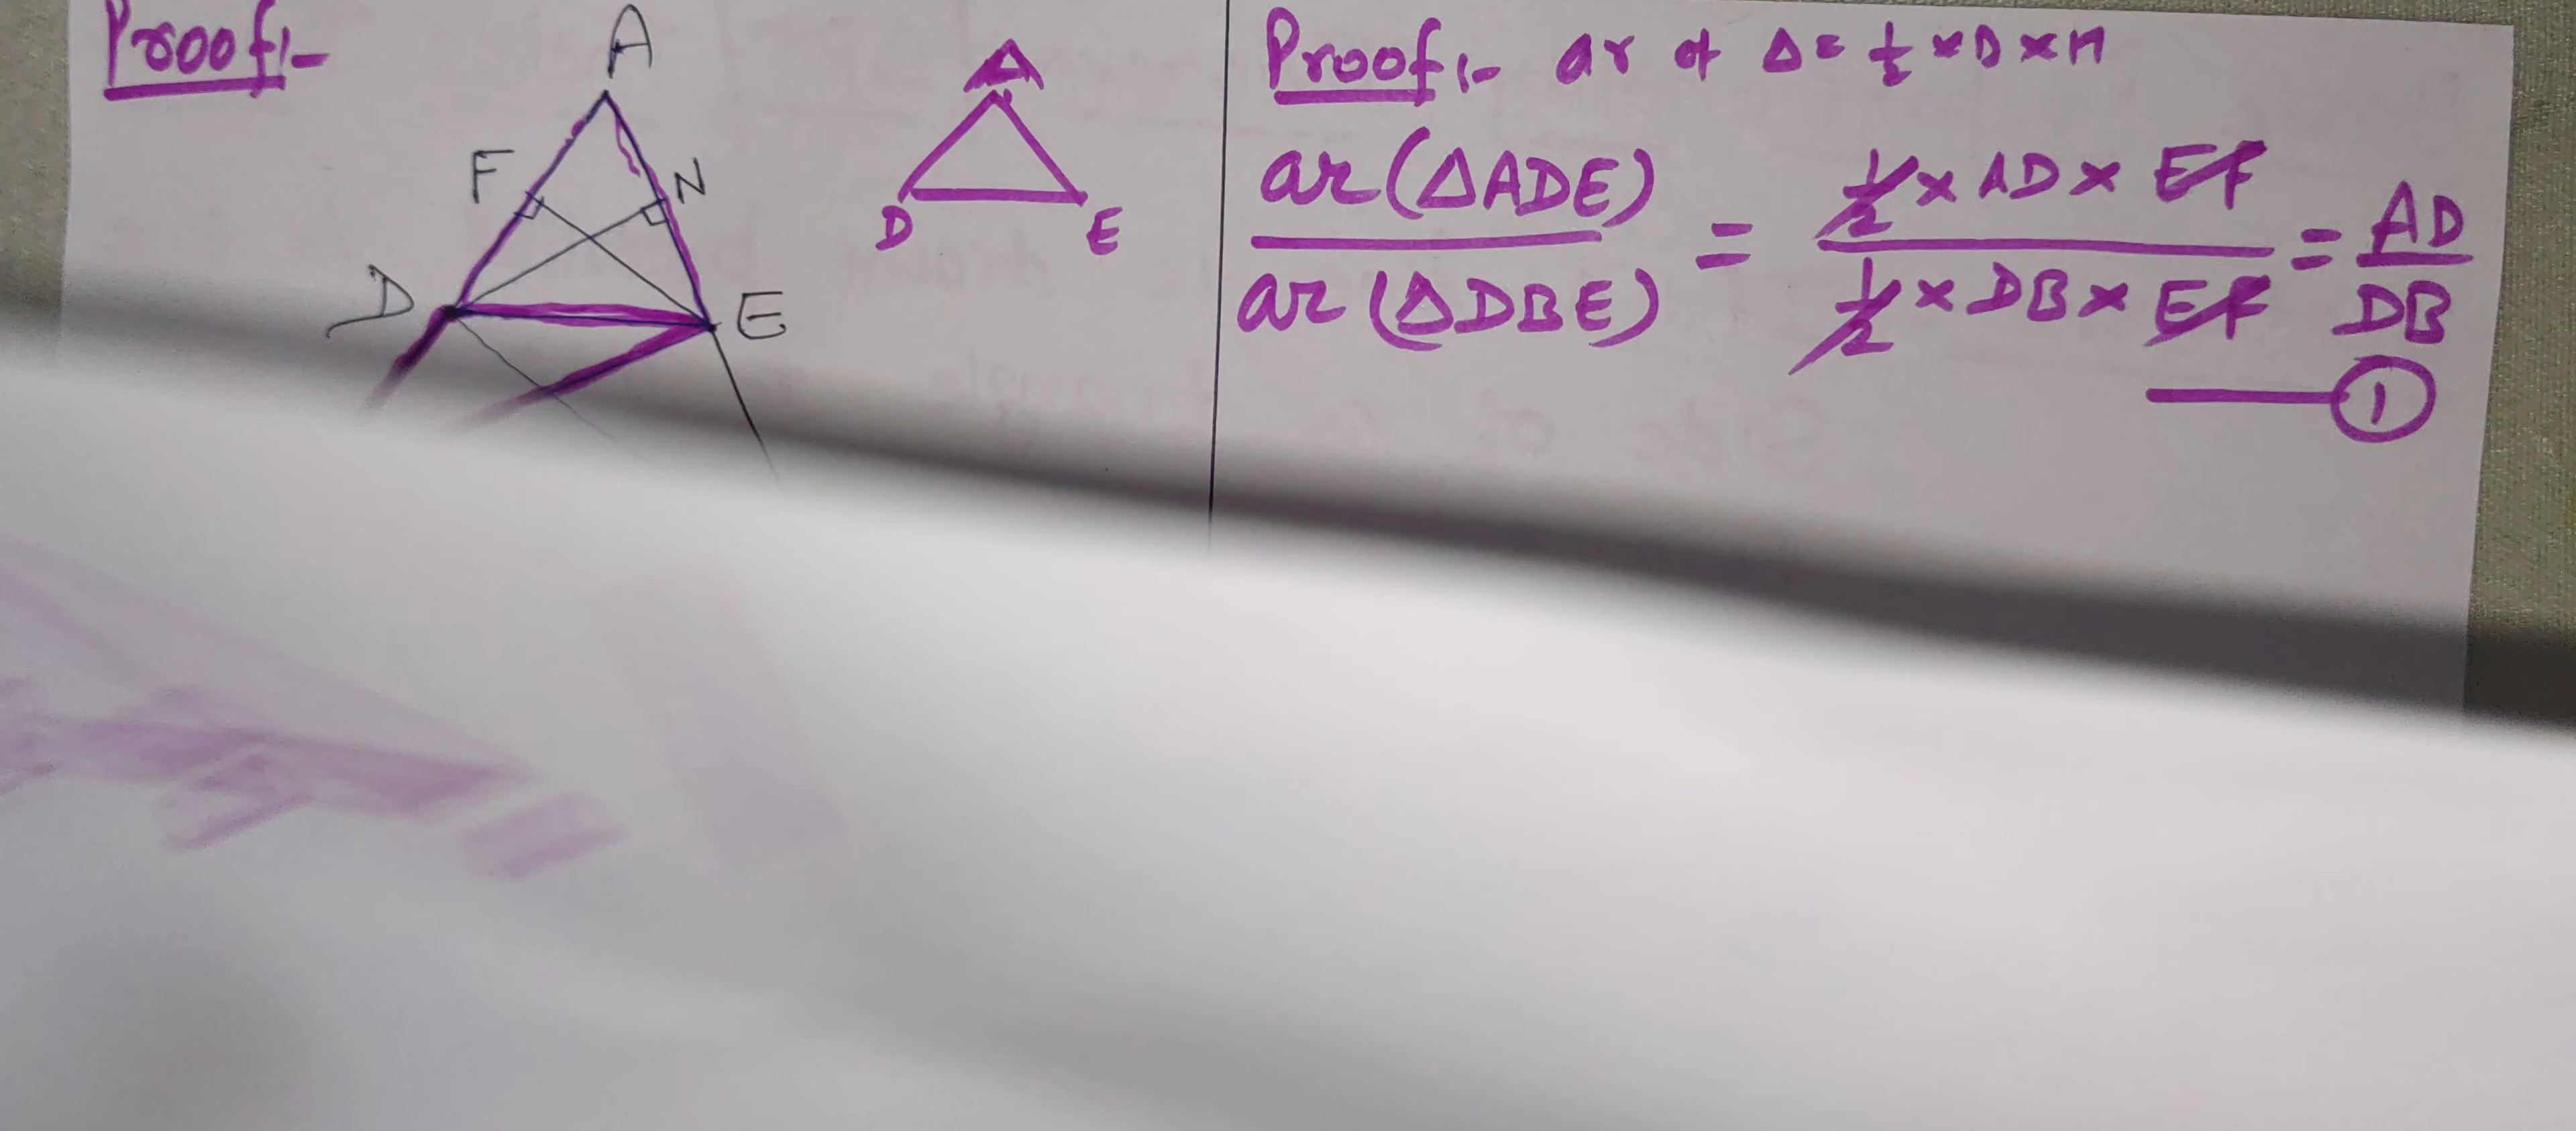 Proof:-
A
F
N
D
E
A
D
E
Proof:- ar of Δ = 1/2 × b × H
ar(ΔADE) / ar(ΔDBE) = 1/2 × AD × EF / 1/2 × DB × EF = AD / DB
— ①